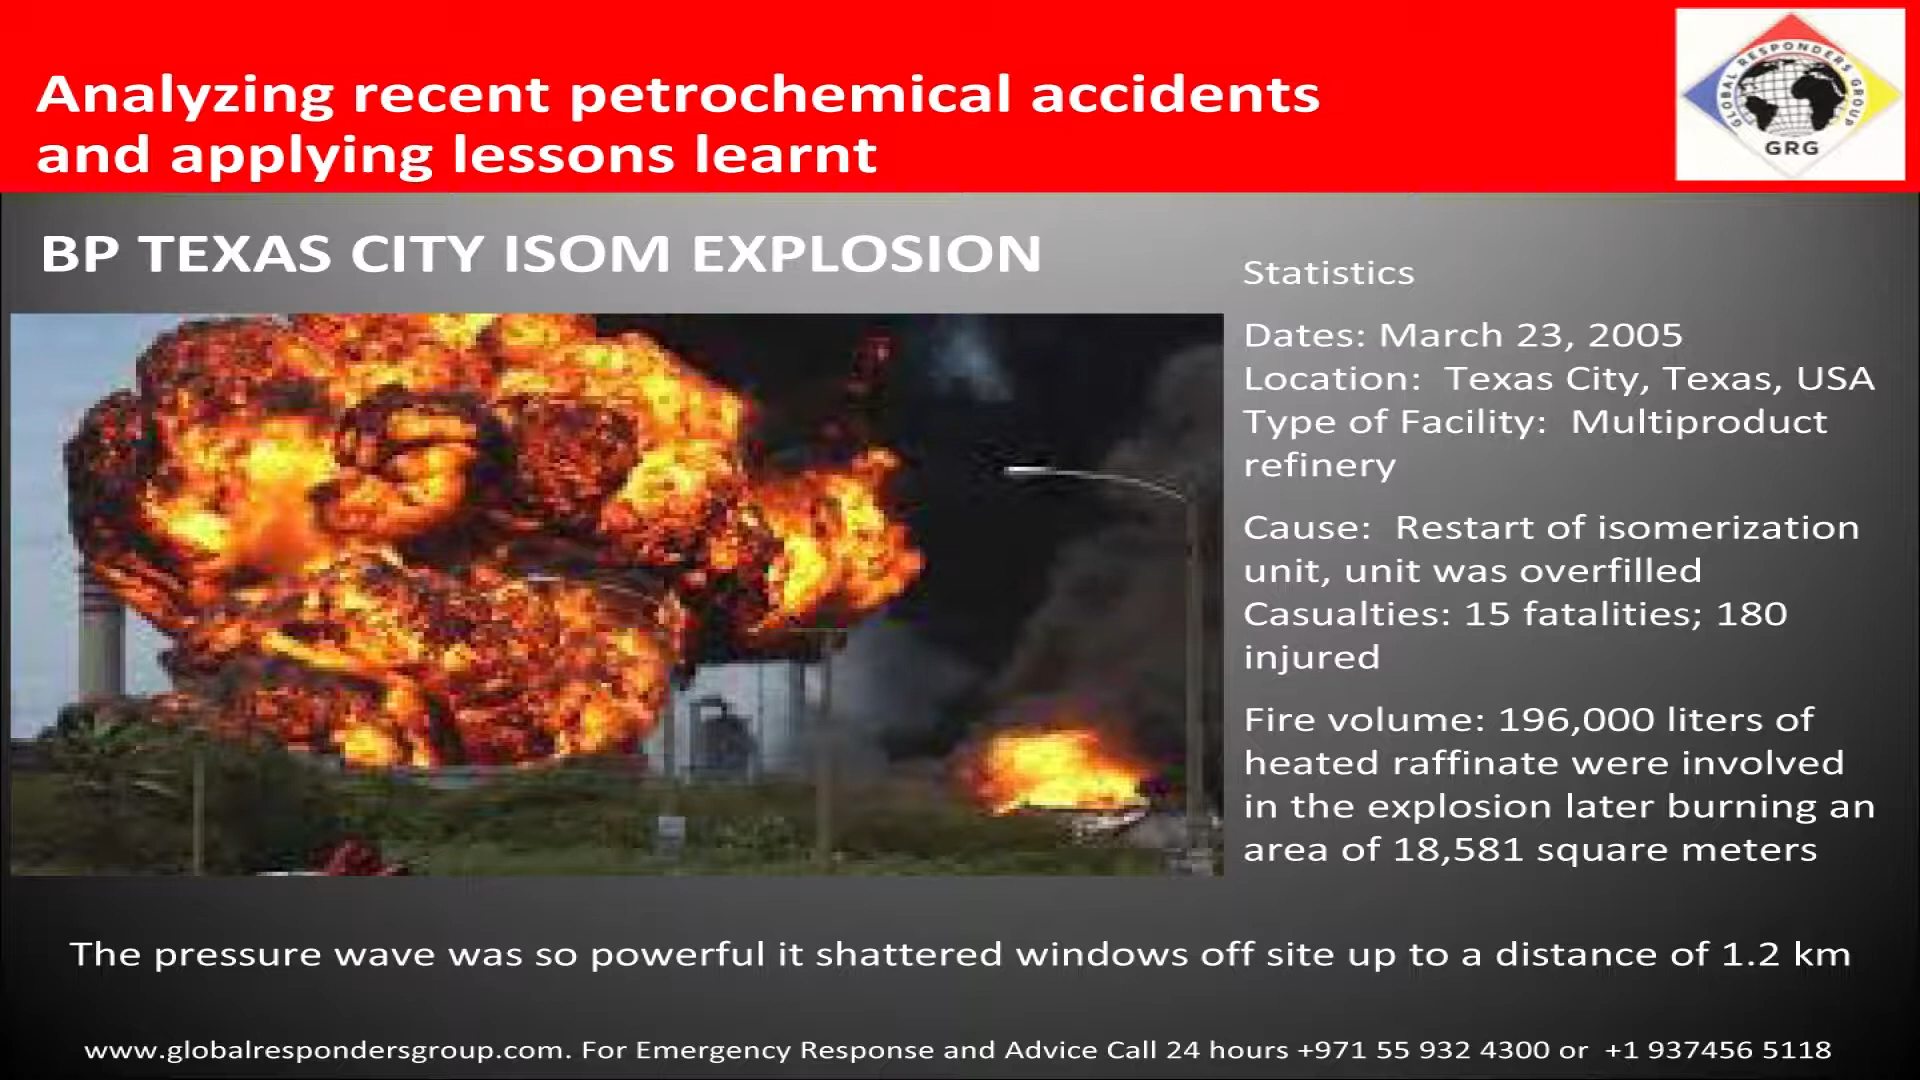 Analyzing recent petrochemical accidents
and applying lessons learnt
GLOBAL RESPONDERS GROUP
GRG
BP TEXAS CITY ISOM EXPLOSION
Statistics
Dates: March 23, 2005
Location:  Texas City, Texas, USA
Type of Facility:  Multiproduct
refinery
Cause:  Restart of isomerization
unit, unit was overfilled
Casualties: 15 fatalities; 180
injured
Fire volume: 196,000 liters of
heated raffinate were involved
in the explosion later burning an
area of 18,581 square meters
The pressure wave was so powerful it shattered windows off site up to a distance of 1.2 km
www.globalrespondersgroup.com. For Emergency Response and Advice Call 24 hours +971 55 932 4300 or  +1 937456 5118